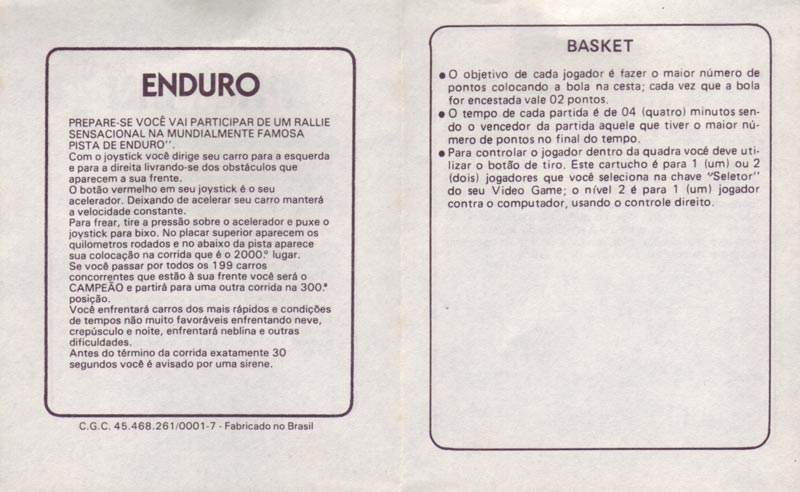 ENDURO
PREPARE-SE VOCÊ VAI PARTICIPAR DE UM RALLIE
SENSACIONAL NA MUNDIALMENTE FAMOSA
PISTA DE ENDURO''.
Com o joystick você dirige seu carro para a esquerda
e para a direita livrando-se dos obstáculos que
aparecem a sua frente.
O botão vermelho em seu joystick é o seu
acelerador. Deixando de acelerar seu carro manterá
a velocidade constante.
Para frear, tire a pressão sobre o acelerador e puxe o
joystick para bixo. No placar superior aparecem os
quilometros rodados e no abaixo da pista aparece
sua colocação na corrida que é o 2000.º lugar.
Se você passar por todos os 199 carros
concorrentes que estão à sua frente você será o
CAMPEÃO e partirá para uma outra corrida na 300.ª
posição.
Você enfrentará carros dos mais rápidos e condições
de tempos não muito favoráveis enfrentando neve,
crepúsculo e noite, enfrentará neblina e outras
dificuldades.
Antes do término da corrida exatamente 30
segundos você é avisado por uma sirene.
C.G.C. 45.468.261/0001-7 - Fabricado no Brasil
BASKET
● O objetivo de cada jogador é fazer o maior número de
pontos colocando a bola na cesta; cada vez que a bola
for encestada vale 02 pontos.
● O tempo de cada partida é de 04 (quatro) minutos sen-
do o vencedor da partida aquele que tiver o maior nú-
mero de pontos no final do tempo.
● Para controlar o jogador dentro da quadra você deve uti-
lizar o botão de tiro. Este cartucho é para 1 (um) ou 2
(dois) jogadores que você seleciona na chave "Seletor"
do seu Video Game; o nível 2 é para 1 (um) jogador
contra o computador, usando o controle direito.